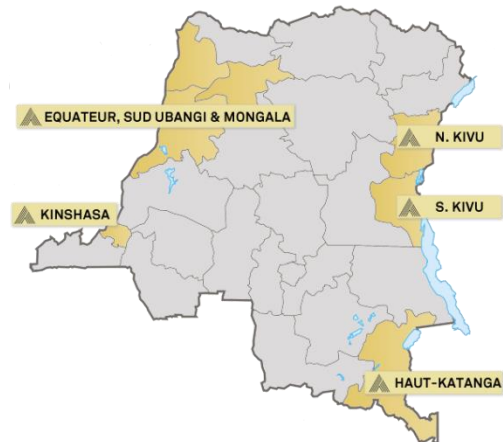 EQUATEUR, SUD UBANGI & MONGALA
N. KIVU
S. KIVU
KINSHASA
HAUT-KATANGA